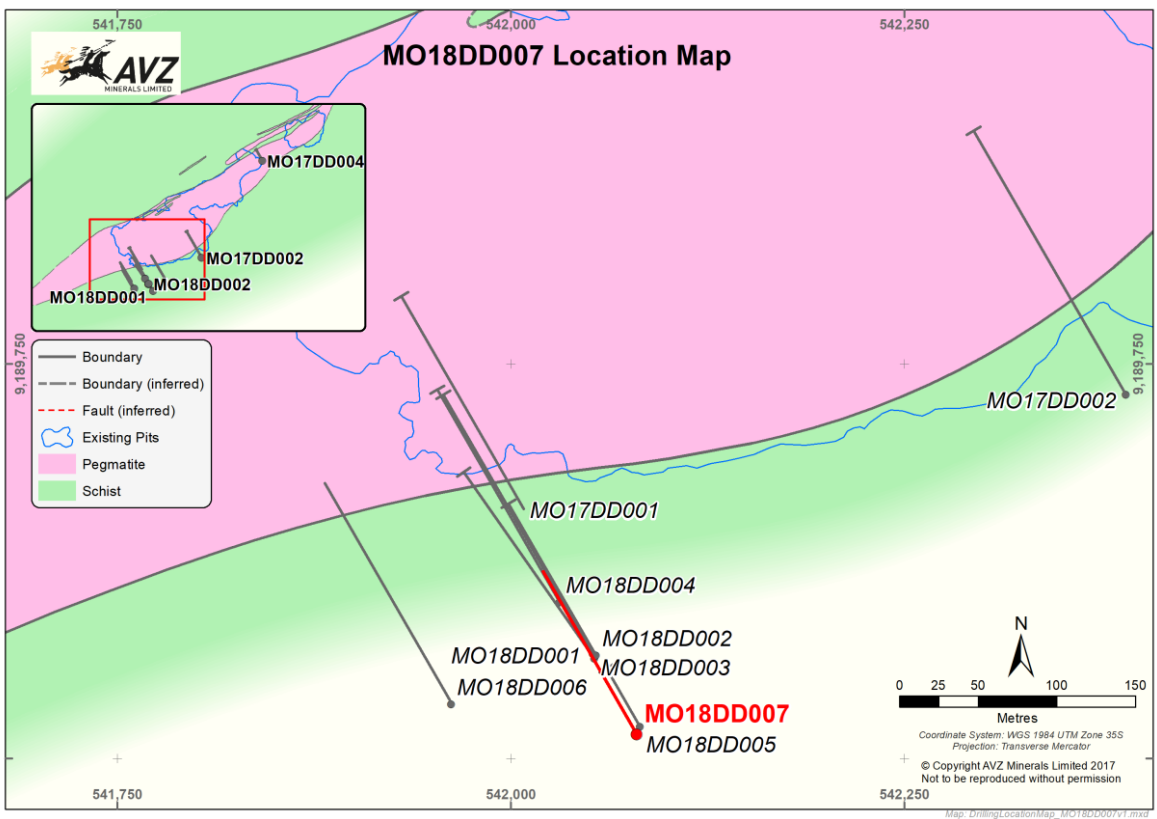 541,750
542,000
542,250
MO18DD007 Location Map
AVZ
MINERALS LIMITED
MO17DD004
MO17DD002
MO18DD002
MO18DD001
9,189,750
9,189,750
Boundary
Boundary (inferred)
Fault (inferred)
Existing Pits
Pegmatite
Schist
MO17DD002
MO17DD001
MO18DD004
MO18DD002
MO18DD001
MO18DD003
MO18DD006
MO18DD007
MO18DD005
N
0 25 50 100 150
Metres
Coordinate System: WGS 1984 UTM Zone 35S
Projection: Transverse Mercator
© Copyright AVZ Minerals Limited 2017
Not to be reproduced without permission
541,750
542,000
542,250
Map: DrillingLocationMap_MO18DD007v1.mxd